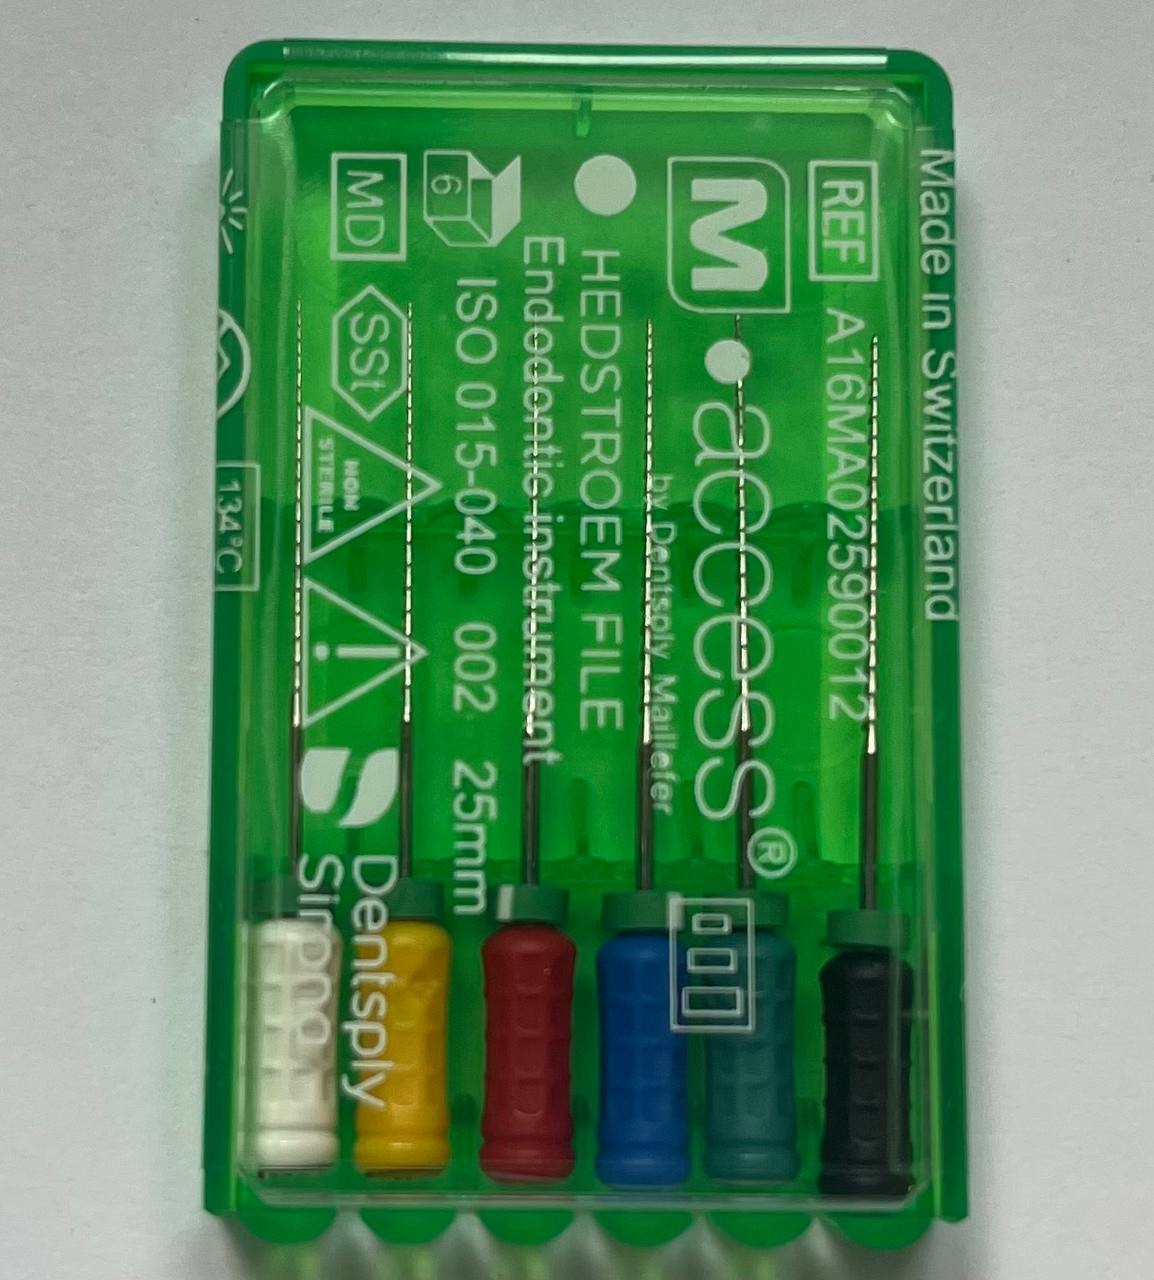 Made in Switzerland
REF A16MA02590012
M access®
by Dentsply Maillefer
HEDSTROEM FILE
Endodontic instrument
6 ISO 015-040 002 25mm
MD SSt NON STERILE ! Dentsply
Sirona
134°C